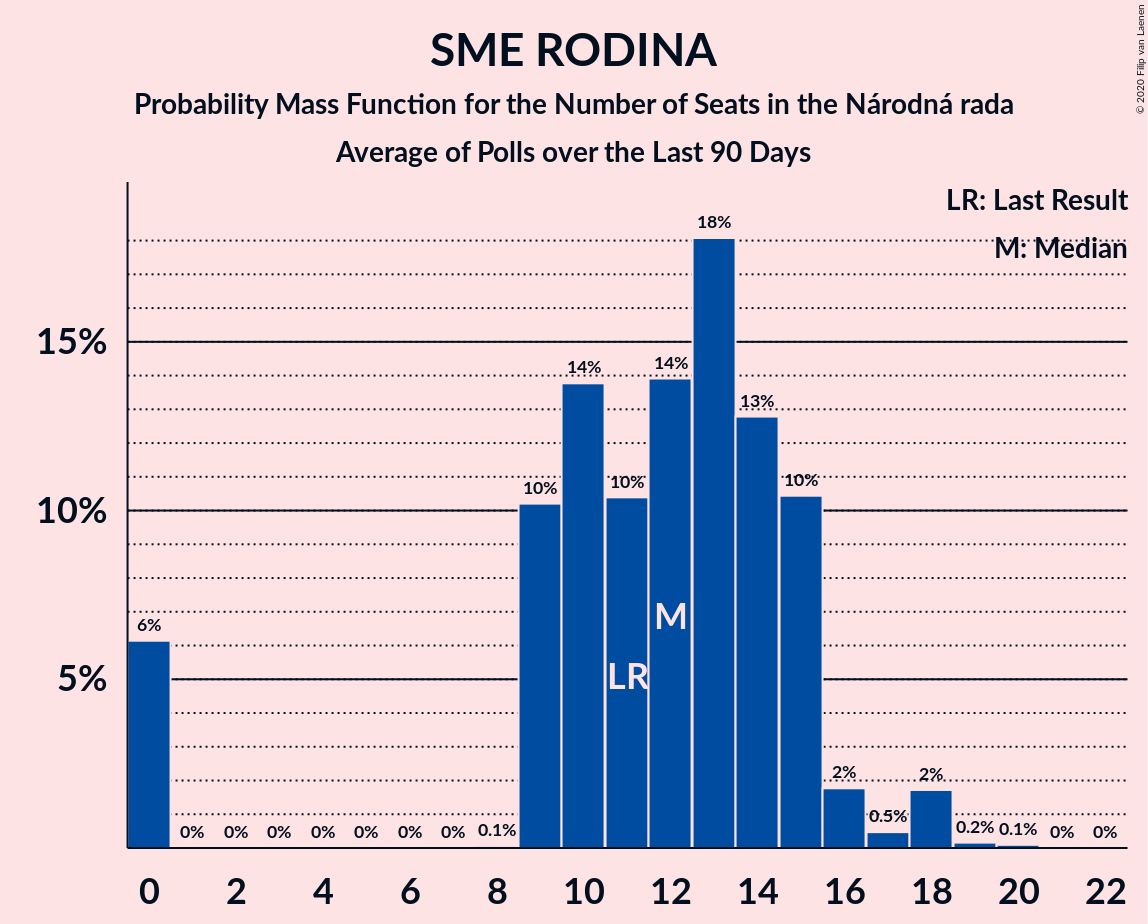 SME RODINA
Probability Mass Function for the Number of Seats in the Národná rada
Average of Polls over the Last 90 Days
© 2020 Filip van Laenen
LR: Last Result
M: Median
15%
10%
5%
6%
0%
0%
0%
0%
0%
0%
0%
0.1%
10%
14%
10%
14%
18%
13%
10%
2%
0.5%
2%
0.2%
0.1%
0%
0%
M
LR
0 2 4 6 8 10 12 14 16 18 20 22